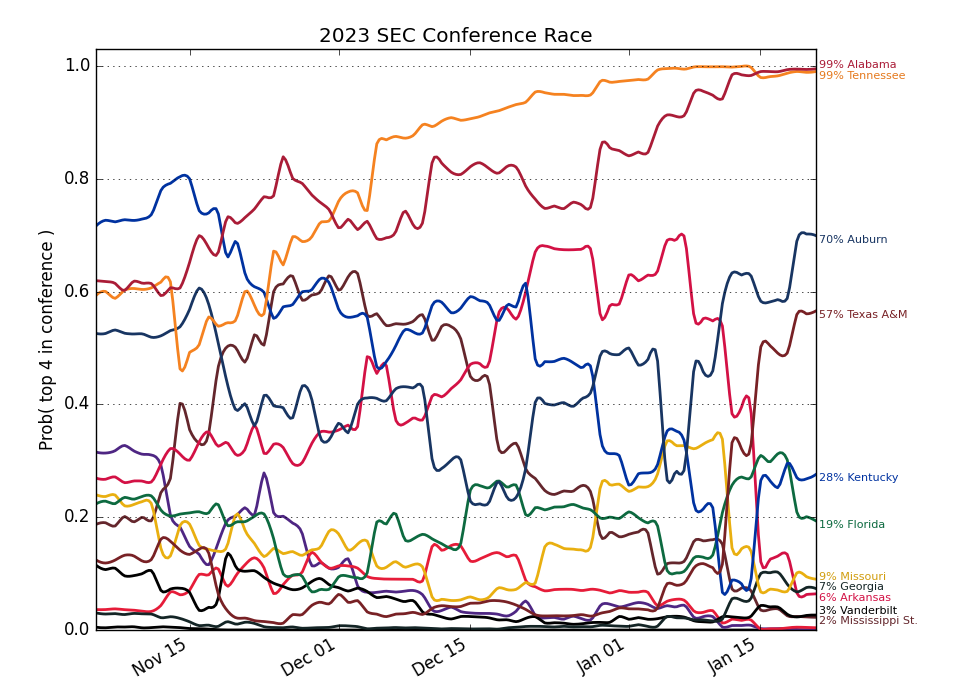 2023 SEC Conference Race
Prob( top 4 in conference )
1.0
0.8
0.6
0.4
0.2
0.0
Nov 15
Dec 01
Dec 15
Jan 01
Jan 15
99% Alabama
99% Tennessee
70% Auburn
57% Texas A&M
28% Kentucky
19% Florida
9% Missouri
7% Georgia
6% Arkansas
3% Vanderbilt
2% Mississippi St.